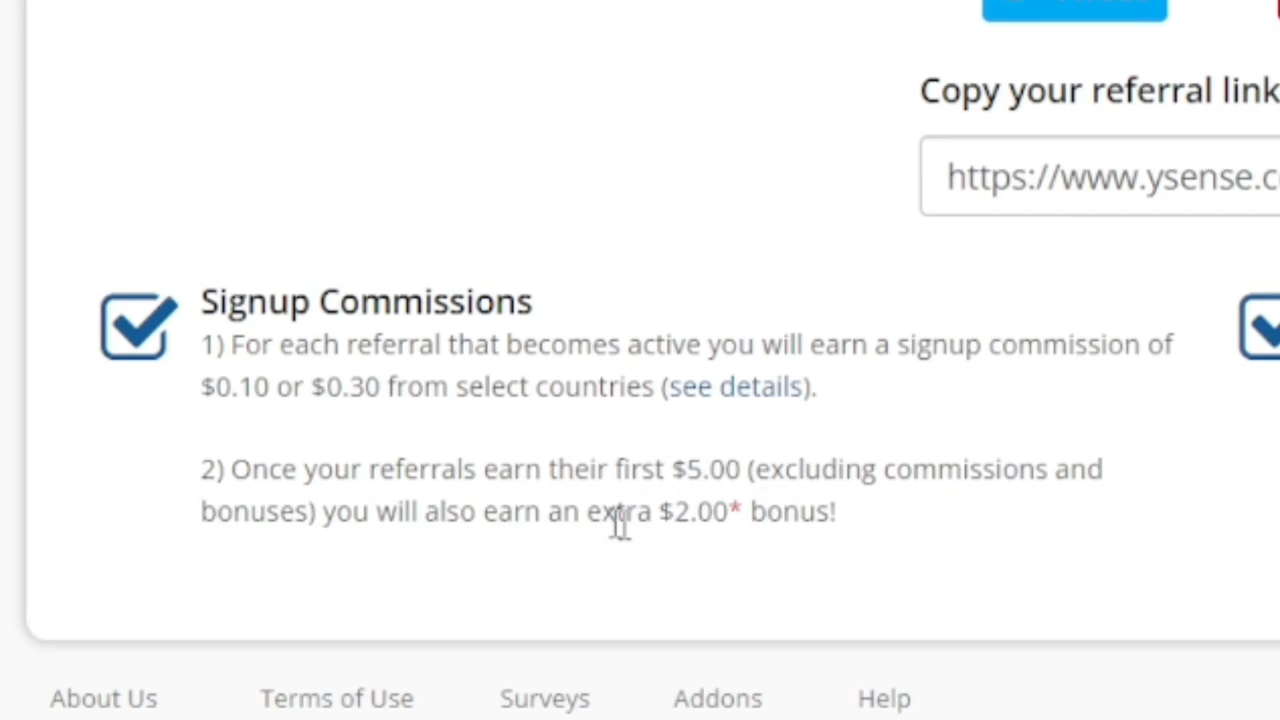 Copy your referral link
https://www.ysense.c
Signup Commissions
1) For each referral that becomes active you will earn a signup commission of
$0.10 or $0.30 from select countries (see details).
2) Once your referrals earn their first $5.00 (excluding commissions and
bonuses) you will also earn an extra $2.00* bonus!
About Us Terms of Use Surveys Addons Help